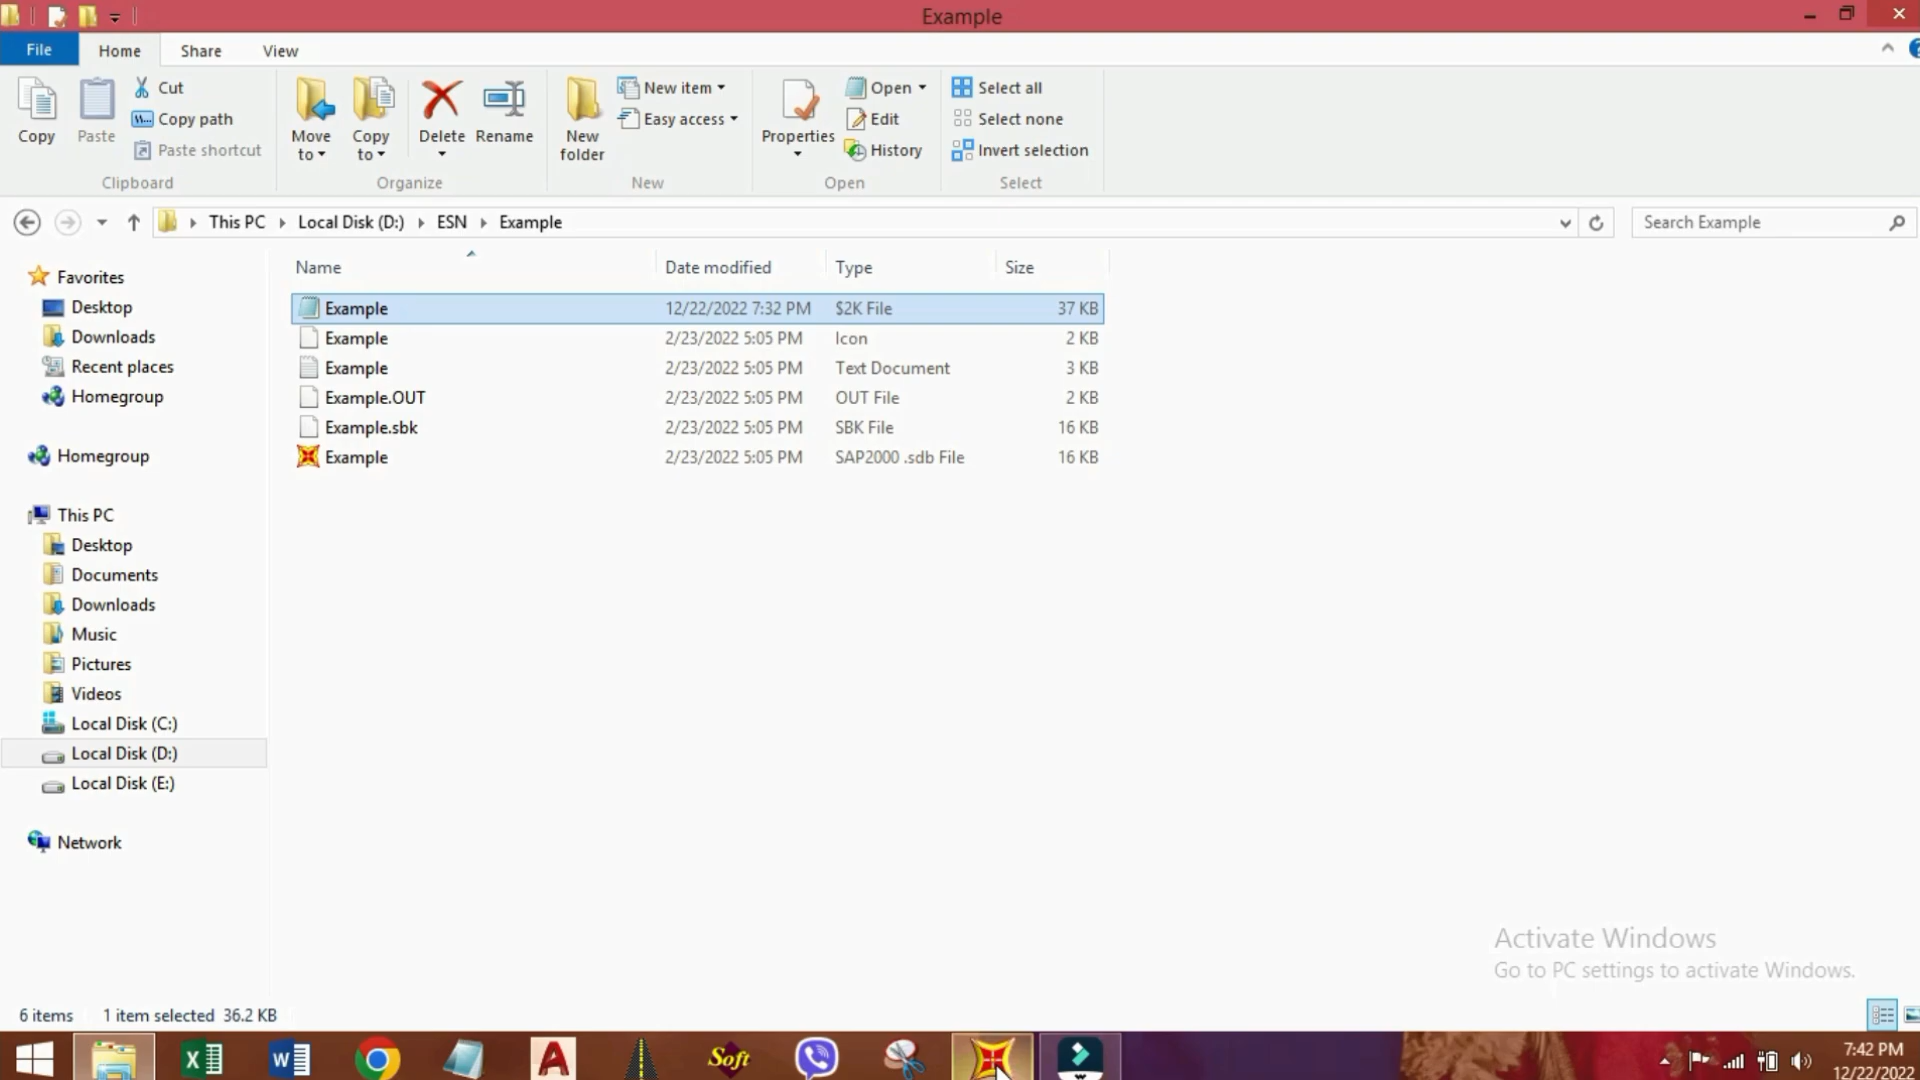 Example
File Home Share View
Copy
Paste
Cut
Copy path
Paste shortcut
Clipboard
Move to
Copy to
Delete
Rename
Organize
New folder
New item
Easy access
New
Properties
Open
Edit
History
Open
Select all
Select none
Invert selection
Select
This PC Local Disk (D:) ESN Example
Search Example
Name Date modified Type Size
Example 12/22/2022 7:32 PM $2K File 37 KB
Example 2/23/2022 5:05 PM Icon 2 KB
Example 2/23/2022 5:05 PM Text Document 3 KB
Example.OUT 2/23/2022 5:05 PM OUT File 2 KB
Example.sbk 2/23/2022 5:05 PM SBK File 16 KB
Example 2/23/2022 5:05 PM SAP2000 .sdb File 16 KB
Favorites
Desktop
Downloads
Recent places
Homegroup
Homegroup
This PC
Desktop
Documents
Downloads
Music
Pictures
Videos
Local Disk (C:)
Local Disk (D:)
Local Disk (E:)
Network
Activate Windows
Go to PC settings to activate Windows.
6 items 1 item selected 36.2 KB
Soft
7:42 PM
12/22/2022